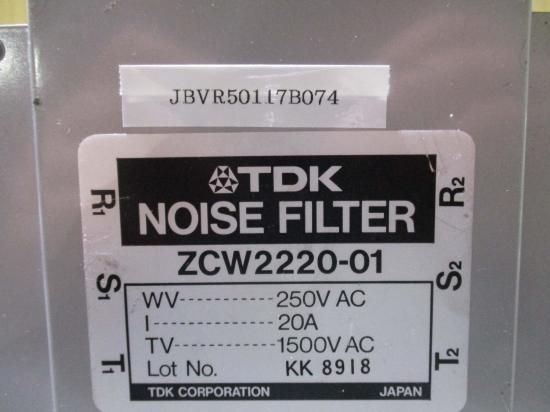 JBVR50117B074
TDK
NOISE FILTER
ZCW2220-01
R1
S1
T1
R2
S2
T2
WV----------250V AC
I----------20A
TV----------1500V AC
Lot No. KK 8918
TDK CORPORATION JAPAN